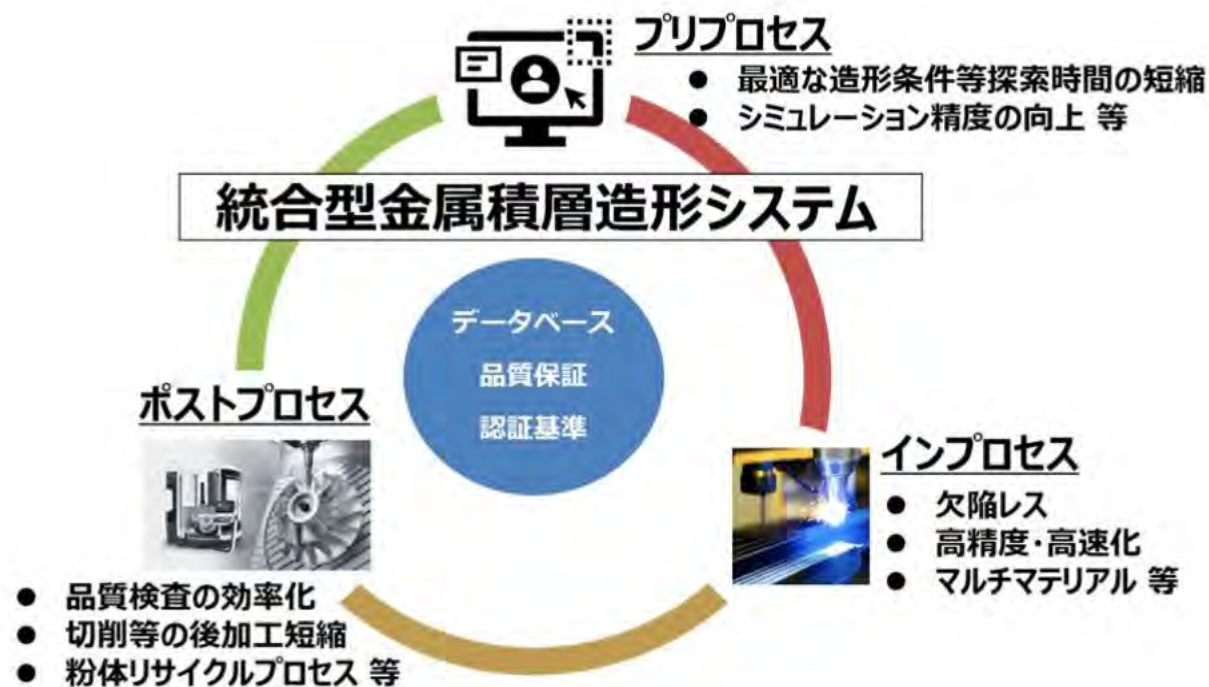 プリプロセス
● 最適な造形条件等探索時間の短縮
● シミュレーション精度の向上 等
統合型金属積層造形システム
データベース
品質保証
認証基準
ポストプロセス
● 品質検査の効率化
● 切削等の後加工短縮
● 粉体リサイクルプロセス 等
インプロセス
● 欠陥レス
● 高精度・高速化
● マルチマテリアル 等